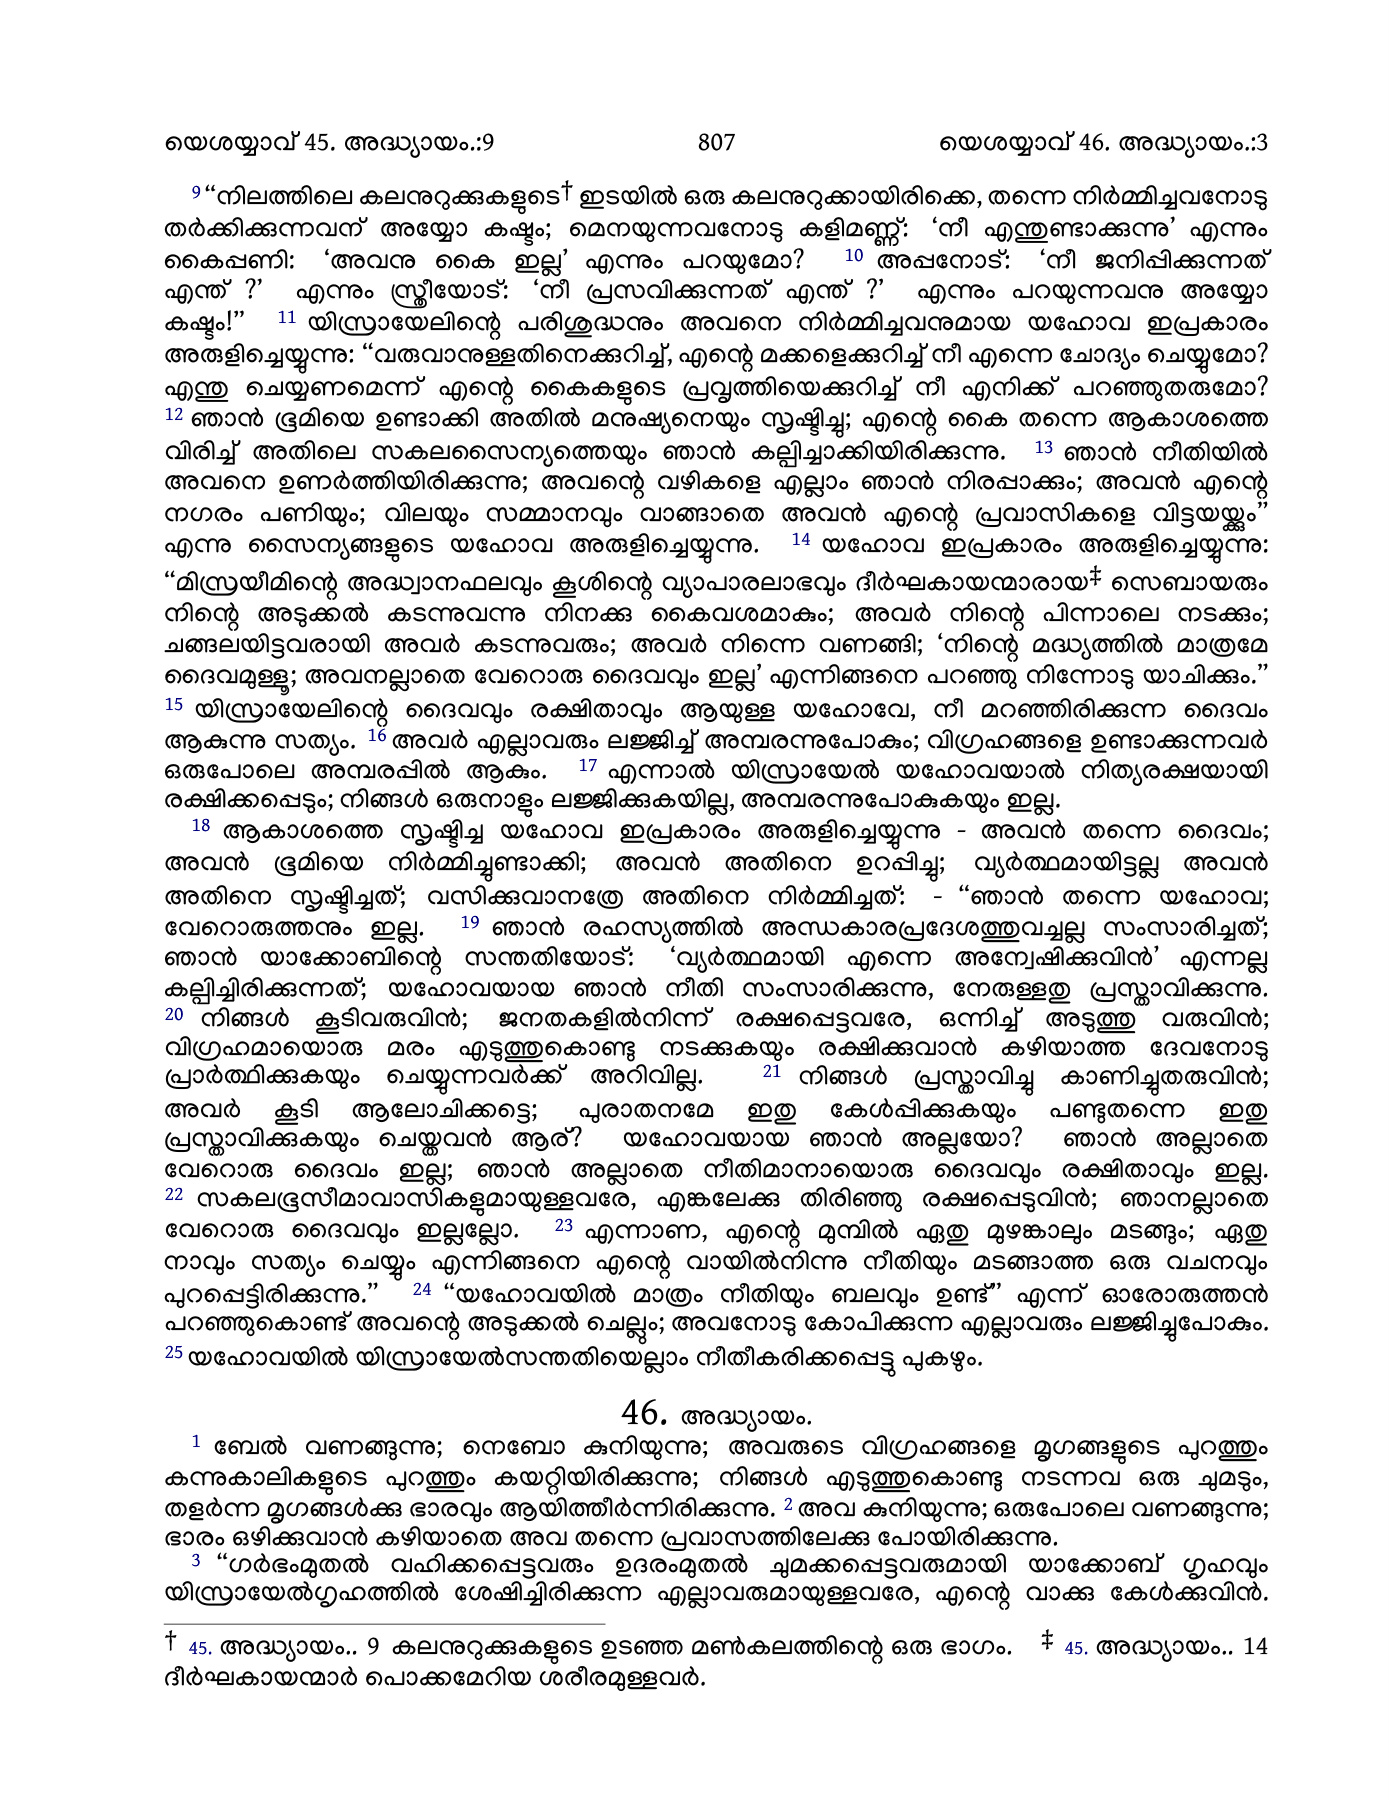 യെശയ്യാവ് 45. അദ്ധ്യായം.:9 807 യെശയ്യാവ് 46. അദ്ധ്യായം.:3
9 “നിലത്തിലെ കലനുറുക്കുകളുടെ† ഇടയിൽ ഒരു കലനുറുക്കായിരിക്കെ, തന്നെ നിർമ്മിച്ചവനോടു
തർക്കിക്കുന്നവന് അയ്യോ കഷ്ടം; മെനയുന്നവനോടു കളിമണ്ണ്: ‘നീ എന്തുണ്ടാക്കുന്നു’ എന്നും
കൈപ്പണി: ‘അവനു കൈ ഇല്ല’ എന്നും പറയുമോ? 10 അപ്പനോട്: ‘നീ ജനിപ്പിക്കുന്നത്
എന്ത് ?’ എന്നും സ്ത്രീയോട്: ‘നീ പ്രസവിക്കുന്നത് എന്ത് ?’ എന്നും പറയുന്നവനു അയ്യോ
കഷ്ടം!” 11 യിസ്രായേലിന്റെ പരിശുദ്ധനും അവനെ നിർമ്മിച്ചവനുമായ യഹോവ ഇപ്രകാരം
അരുളിച്ചെയ്യുന്നു: “വരുവാനുള്ളതിനെക്കുറിച്ച്, എന്റെ മക്കളെക്കുറിച്ച് നീ എന്നെ ചോദ്യം ചെയ്യുമോ?
എന്തു ചെയ്യണമെന്ന് എന്റെ കൈകളുടെ പ്രവൃത്തിയെക്കുറിച്ച് നീ എനിക്ക് പറഞ്ഞുതരുമോ?
12 ഞാൻ ഭൂമിയെ ഉണ്ടാക്കി അതിൽ മനുഷ്യനെയും സൃഷ്ടിച്ചു; എന്റെ കൈ തന്നെ ആകാശത്തെ
വിരിച്ച് അതിലെ സകലസൈന്യത്തെയും ഞാൻ കല്പിച്ചാക്കിയിരിക്കുന്നു. 13 ഞാൻ നീതിയിൽ
അവനെ ഉണർത്തിയിരിക്കുന്നു; അവന്റെ വഴികളെ എല്ലാം ഞാൻ നിരപ്പാക്കും; അവൻ എന്റെ
നഗരം പണിയും; വിലയും സമ്മാനവും വാങ്ങാതെ അവൻ എന്റെ പ്രവാസികളെ വിട്ടയയ്ക്കും”
എന്നു സൈന്യങ്ങളുടെ യഹോവ അരുളിച്ചെയ്യുന്നു. 14 യഹോവ ഇപ്രകാരം അരുളിച്ചെയ്യുന്നു:
“മിസ്രയീമിന്റെ അദ്ധ്വാനഫലവും കൂശിന്റെ വ്യാപാരലാഭവും ദീർഘകായന്മാരായ‡ സെബായരും
നിന്റെ അടുക്കൽ കടന്നുവന്നു നിനക്കു കൈവശമാകും; അവർ നിന്റെ പിന്നാലെ നടക്കും;
ചങ്ങലയിട്ടവരായി അവർ കടന്നുവരും; അവർ നിന്നെ വണങ്ങി; ‘നിന്റെ മദ്ധ്യത്തിൽ മാത്രമേ
ദൈവമുള്ളൂ; അവനല്ലാതെ വേറൊരു ദൈവവും ഇല്ല’ എന്നിങ്ങനെ പറഞ്ഞു നിന്നോടു യാചിക്കും.”
15 യിസ്രായേലിന്റെ ദൈവവും രക്ഷിതാവും ആയുള്ള യഹോവേ, നീ മറഞ്ഞിരിക്കുന്ന ദൈവം
ആകുന്നു സത്യം. 16 അവർ എല്ലാവരും ലജ്ജിച്ച് അമ്പരന്നുപോകും; വിഗ്രഹങ്ങളെ ഉണ്ടാക്കുന്നവർ
ഒരുപോലെ അമ്പരപ്പിൽ ആകും. 17 എന്നാൽ യിസ്രായേൽ യഹോവയാൽ നിത്യരക്ഷയായി
രക്ഷിക്കപ്പെടും; നിങ്ങൾ ഒരുനാളും ലജ്ജിക്കുകയില്ല, അമ്പരന്നുപോകുകയും ഇല്ല.
18 ആകാശത്തെ സൃഷ്ടിച്ച യഹോവ ഇപ്രകാരം അരുളിച്ചെയ്യുന്നു - അവൻ തന്നെ ദൈവം;
അവൻ ഭൂമിയെ നിർമ്മിച്ചുണ്ടാക്കി; അവൻ അതിനെ ഉറപ്പിച്ചു; വ്യർത്ഥമായിട്ടല്ല അവൻ
അതിനെ സൃഷ്ടിച്ചത്; വസിക്കുവാനത്രേ അതിനെ നിർമ്മിച്ചത്: - “ഞാൻ തന്നെ യഹോവ;
വേറൊരുത്തനും ഇല്ല. 19 ഞാൻ രഹസ്യത്തിൽ അന്ധകാരപ്രദേശത്തുവച്ചല്ല സംസാരിച്ചത്;
ഞാൻ യാക്കോബിന്റെ സന്തതിയോട്: ‘വ്യർത്ഥമായി എന്നെ അന്വേഷിക്കുവിൻ’ എന്നല്ല
കല്പിച്ചിരിക്കുന്നത്; യഹോവയായ ഞാൻ നീതി സംസാരിക്കുന്നു, നേരുള്ളതു പ്രസ്താവിക്കുന്നു.
20 നിങ്ങൾ കൂടിവരുവിൻ; ജനതകളിൽനിന്ന് രക്ഷപ്പെട്ടവരേ, ഒന്നിച്ച് അടുത്തു വരുവിൻ;
വിഗ്രഹമായൊരു മരം എടുത്തുകൊണ്ടു നടക്കുകയും രക്ഷിക്കുവാൻ കഴിയാത്ത ദേവനോടു
പ്രാർത്ഥിക്കുകയും ചെയ്യുന്നവർക്ക് അറിവില്ല. 21 നിങ്ങൾ പ്രസ്താവിച്ചു കാണിച്ചുതരുവിൻ;
അവർ കൂടി ആലോചിക്കട്ടെ; പുരാതനമേ ഇതു കേൾപ്പിക്കുകയും പണ്ടുതന്നെ ഇതു
പ്രസ്താവിക്കുകയും ചെയ്തവൻ ആര്? യഹോവയായ ഞാൻ അല്ലയോ? ഞാൻ അല്ലാതെ
വേറൊരു ദൈവം ഇല്ല; ഞാൻ അല്ലാതെ നീതിമാനായൊരു ദൈവവും രക്ഷിതാവും ഇല്ല.
22 സകലഭൂസീമാവാസികളുമായുള്ളവരേ, എങ്കലേക്കു തിരിഞ്ഞു രക്ഷപ്പെടുവിൻ; ഞാനല്ലാതെ
വേറൊരു ദൈവവും ഇല്ലല്ലോ. 23 എന്നാണ, എന്റെ മുമ്പിൽ ഏതു മുഴങ്കാലും മടങ്ങും; ഏതു
നാവും സത്യം ചെയ്യും എന്നിങ്ങനെ എന്റെ വായിൽനിന്നു നീതിയും മടങ്ങാത്ത ഒരു വചനവും
പുറപ്പെട്ടിരിക്കുന്നു.” 24 “യഹോവയിൽ മാത്രം നീതിയും ബലവും ഉണ്ട്” എന്ന് ഓരോരുത്തൻ
പറഞ്ഞുകൊണ്ട് അവന്റെ അടുക്കൽ ചെല്ലും; അവനോടു കോപിക്കുന്ന എല്ലാവരും ലജ്ജിച്ചുപോകും.
25 യഹോവയിൽ യിസ്രായേൽസന്തതിയെല്ലാം നീതീകരിക്കപ്പെട്ടു പുകഴും.
46. അദ്ധ്യായം.
1 ബേൽ വണങ്ങുന്നു; നെബോ കുനിയുന്നു; അവരുടെ വിഗ്രഹങ്ങളെ മൃഗങ്ങളുടെ പുറത്തും
കന്നുകാലികളുടെ പുറത്തും കയറ്റിയിരിക്കുന്നു; നിങ്ങൾ എടുത്തുകൊണ്ടു നടന്നവ ഒരു ചുമടും,
തളർന്ന മൃഗങ്ങൾക്കു ഭാരവും ആയിത്തീർന്നിരിക്കുന്നു. 2 അവ കുനിയുന്നു; ഒരുപോലെ വണങ്ങുന്നു;
ഭാരം ഒഴിക്കുവാൻ കഴിയാതെ അവ തന്നെ പ്രവാസത്തിലേക്കു പോയിരിക്കുന്നു.
3 “ഗർഭംമുതൽ വഹിക്കപ്പെട്ടവരും ഉദരംമുതൽ ചുമക്കപ്പെട്ടവരുമായി യാക്കോബ് ഗൃഹവും
യിസ്രായേൽഗൃഹത്തിൽ ശേഷിച്ചിരിക്കുന്ന എല്ലാവരുമായുള്ളവരേ, എന്റെ വാക്കു കേൾക്കുവിൻ.
† 45. അദ്ധ്യായം.. 9 കലനുറുക്കുകളുടെ ഉടഞ്ഞ മൺകലത്തിന്റെ ഒരു ഭാഗം. ‡ 45. അദ്ധ്യായം.. 14
ദീർഘകായന്മാർ പൊക്കമേറിയ ശരീരമുള്ളവർ.